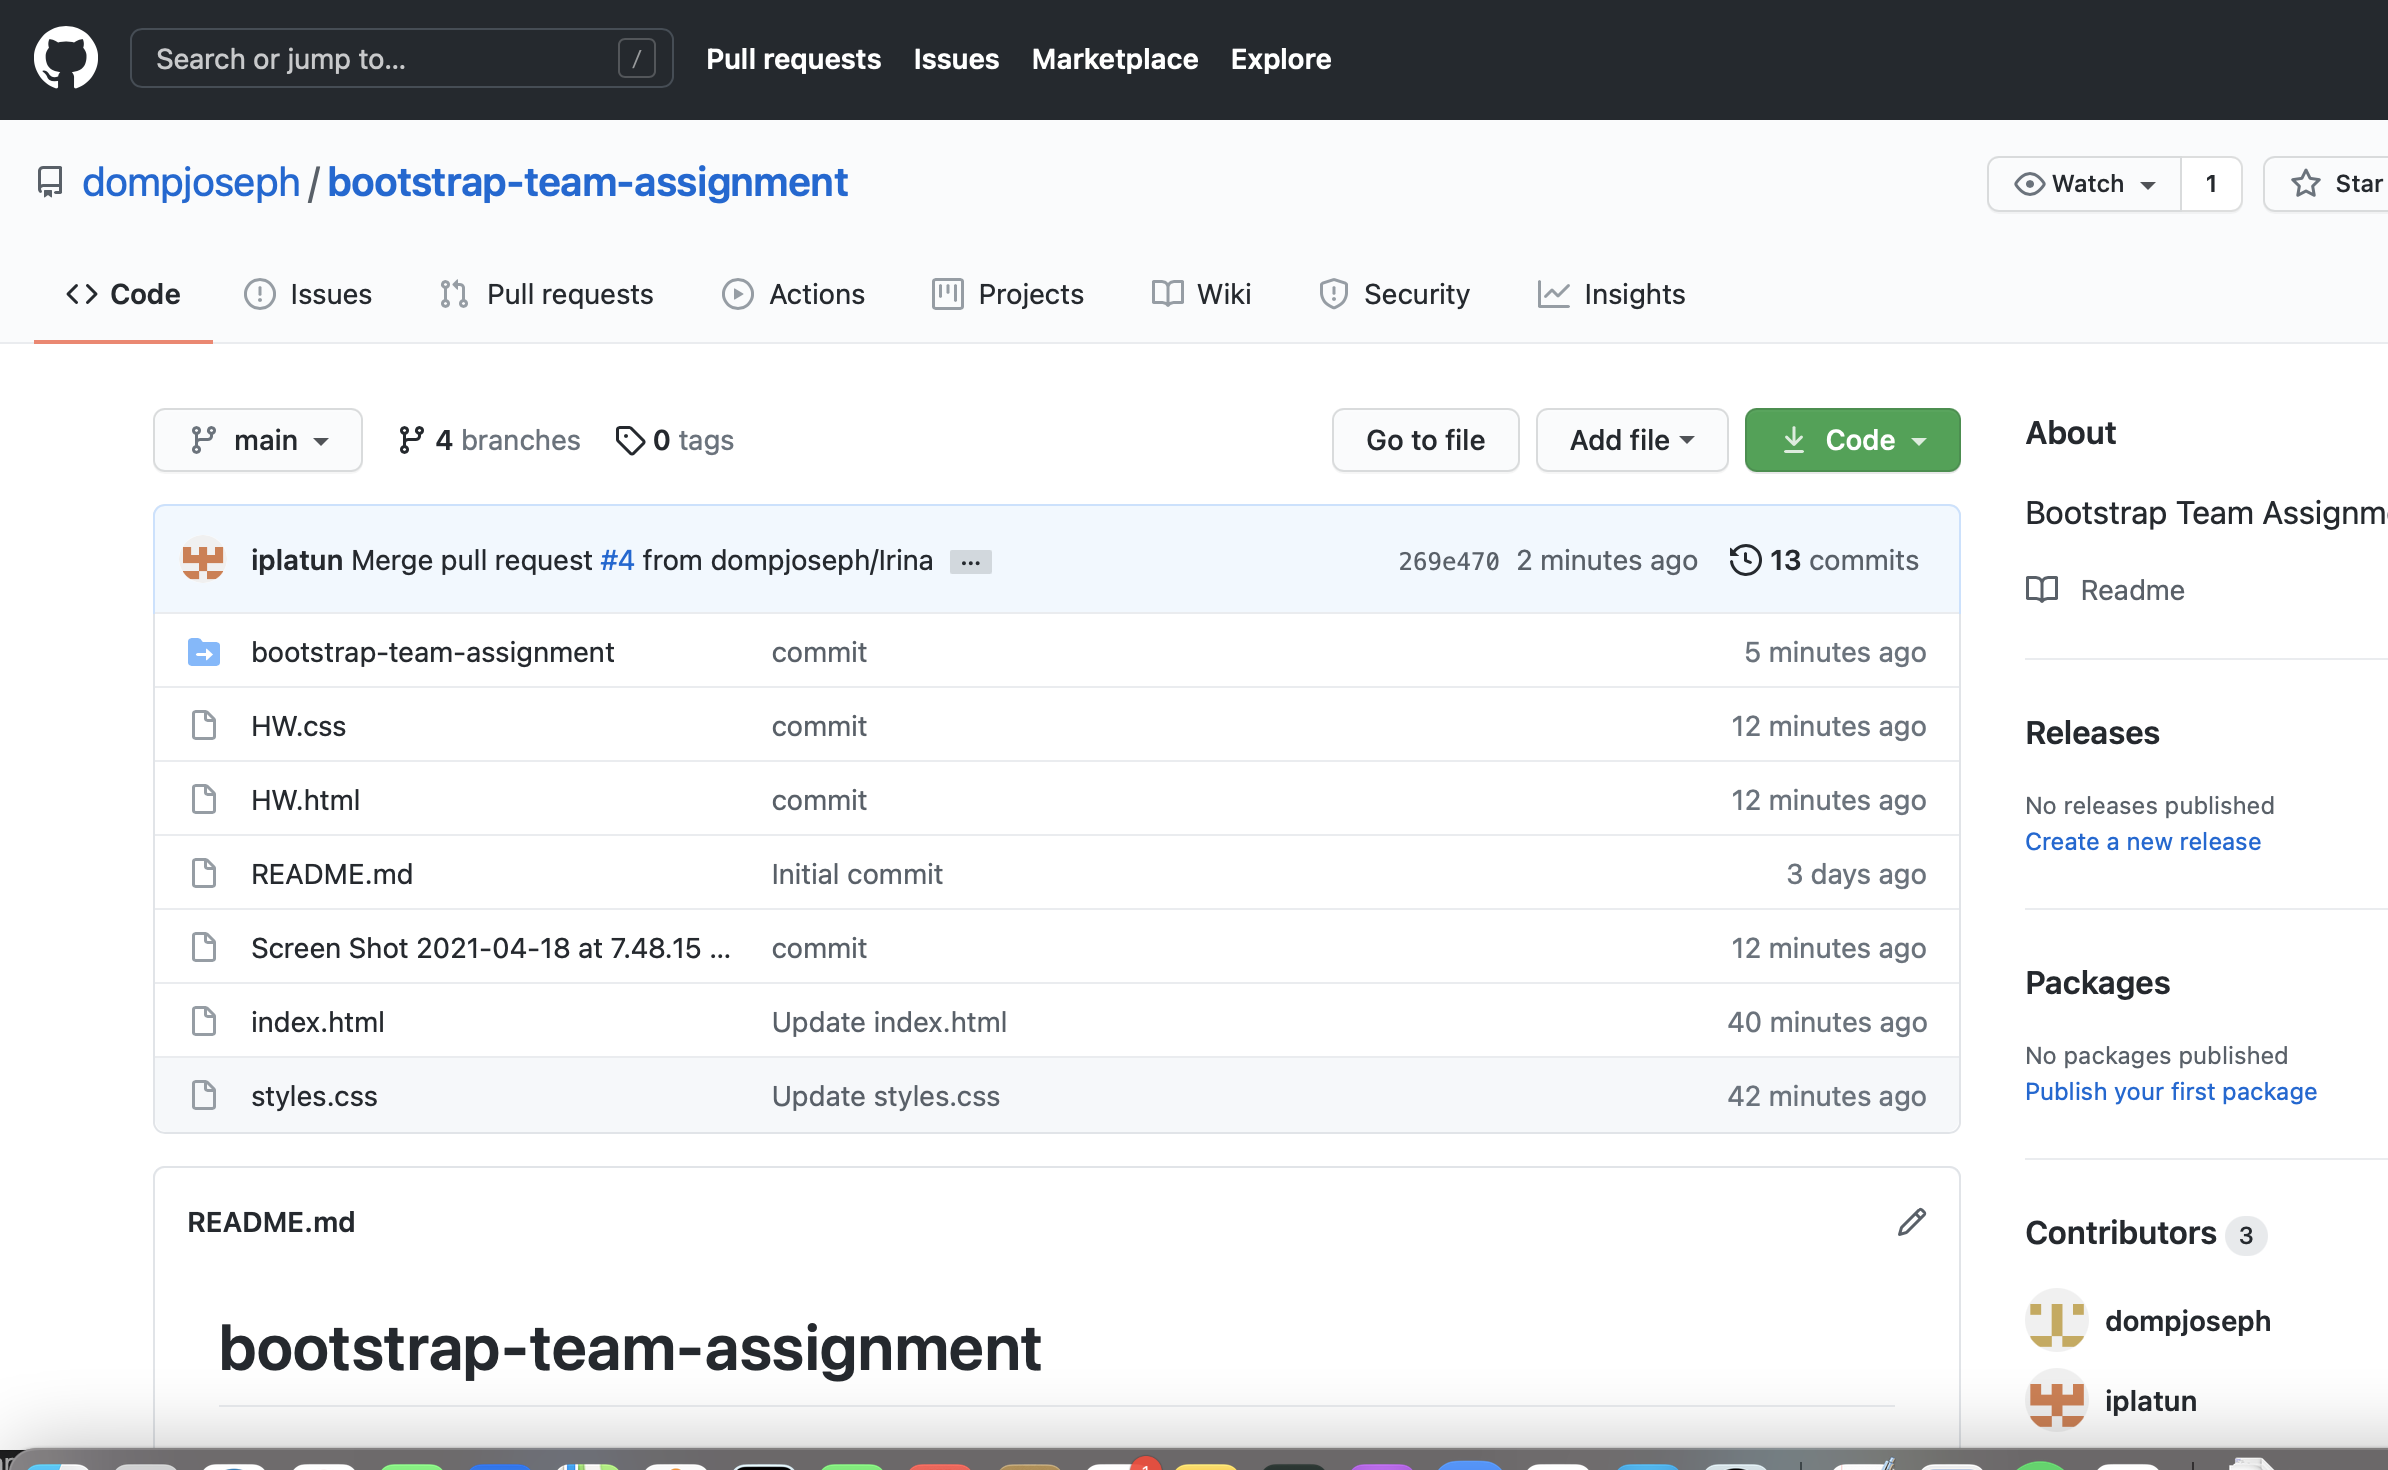 Search or jump to... /
Pull requests Issues Marketplace Explore
dompjoseph / bootstrap-team-assignment
Watch 1 Star
Code Issues Pull requests Actions Projects Wiki Security Insights
main 4 branches 0 tags
Go to file Add file Code
iplatun Merge pull request #4 from dompjoseph/Irina ... 269e470 2 minutes ago 13 commits
bootstrap-team-assignment commit 5 minutes ago
HW.css commit 12 minutes ago
HW.html commit 12 minutes ago
README.md Initial commit 3 days ago
Screen Shot 2021-04-18 at 7.48.15 ... commit 12 minutes ago
index.html Update index.html 40 minutes ago
styles.css Update styles.css 42 minutes ago
README.md
bootstrap-team-assignment
About
Bootstrap Team Assignm
Readme
Releases
No releases published
Create a new release
Packages
No packages published
Publish your first package
Contributors 3
dompjoseph
iplatun